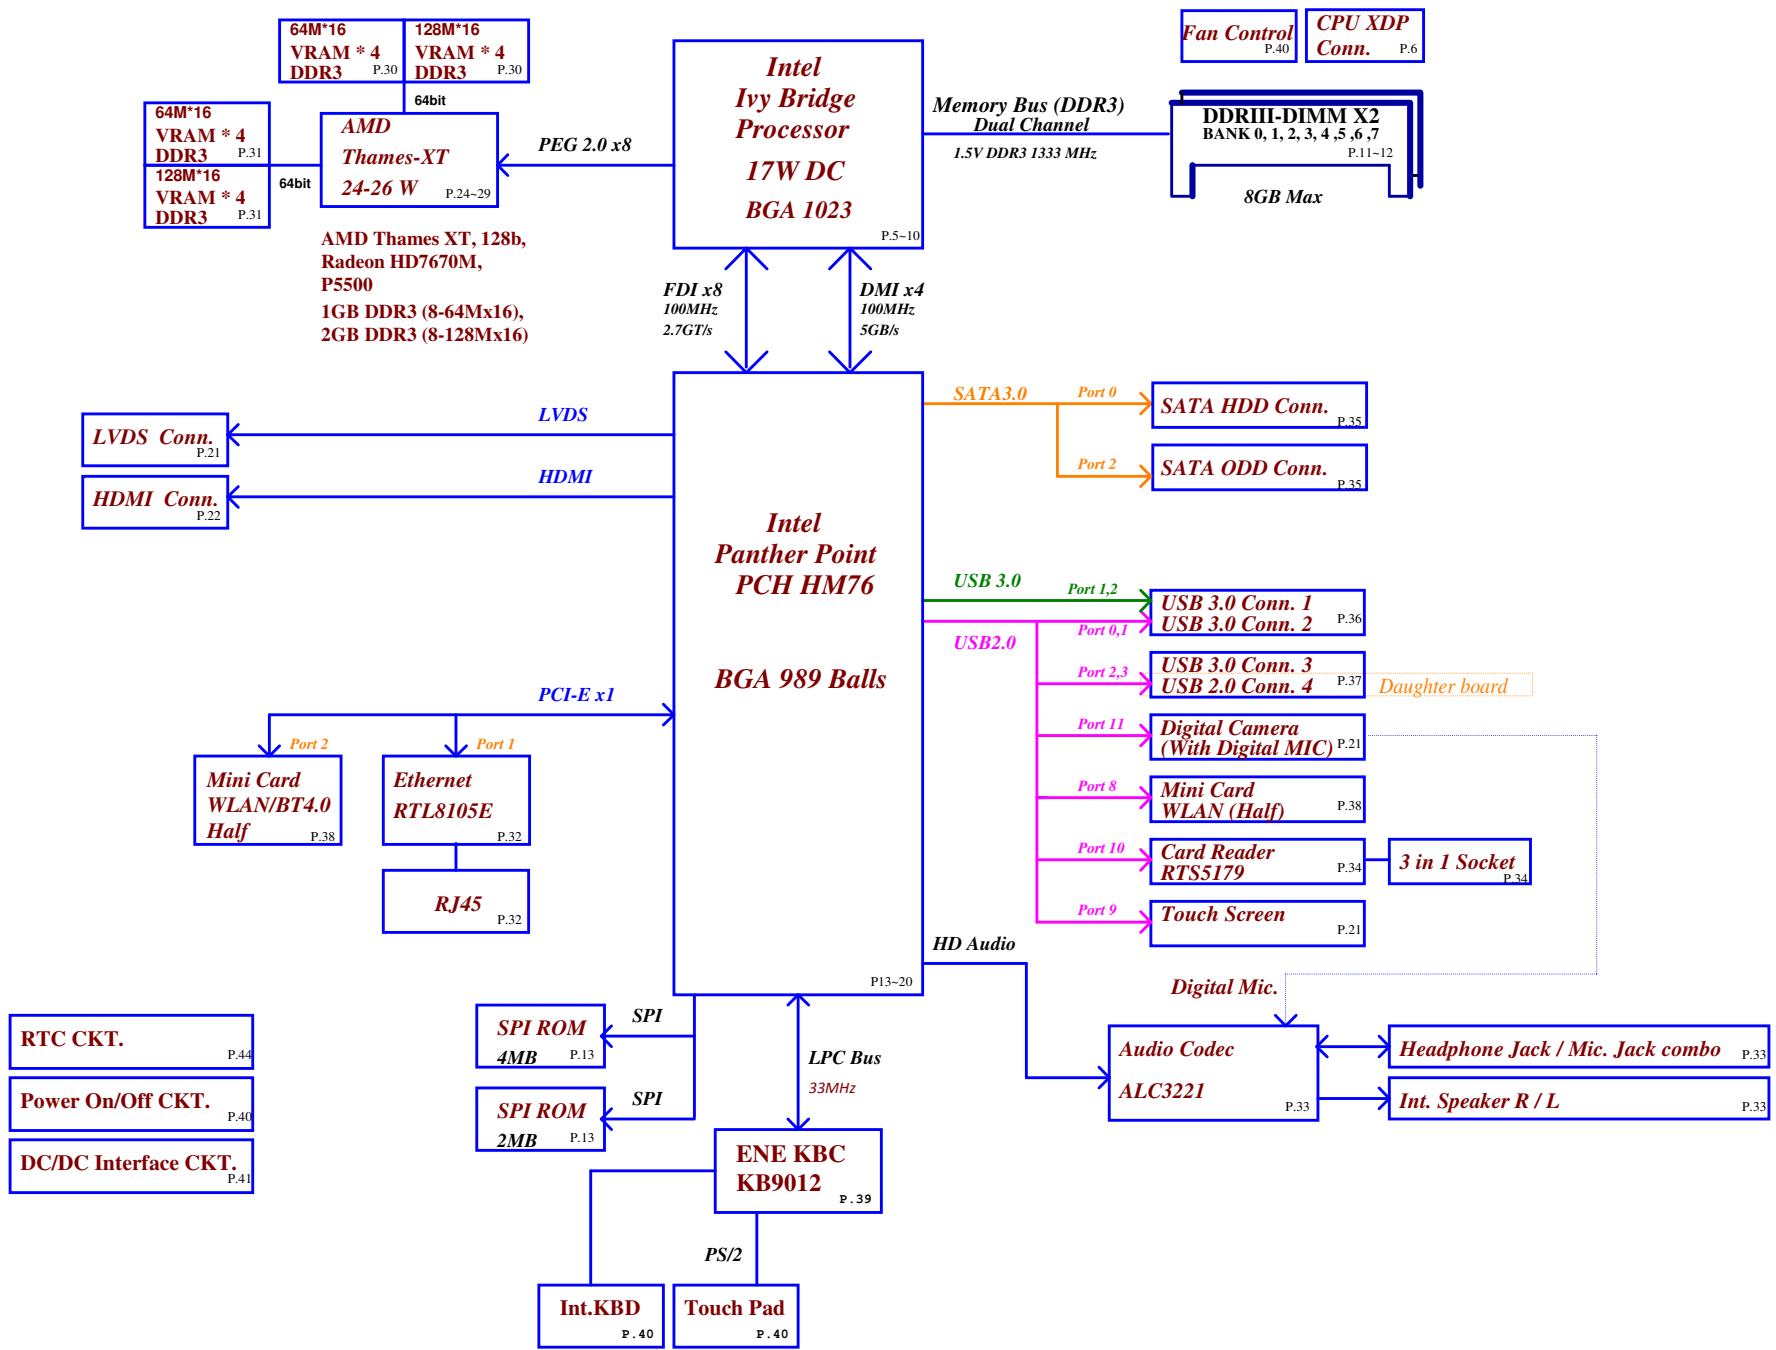 64M*16
VRAM * 4
DDR3 P.30
128M*16
VRAM * 4
DDR3 P.30
64bit
64M*16
VRAM * 4
DDR3 P.31
128M*16
VRAM * 4
DDR3 P.31
64bit
AMD
Thames-XT
24-26 W
P.24~29
AMD Thames XT, 128b,
Radeon HD7670M,
P5500
1GB DDR3 (8-64Mx16),
2GB DDR3 (8-128Mx16)
PEG 2.0 x8
Intel
Ivy Bridge
Processor
17W DC
BGA 1023
P.5~10
Memory Bus (DDR3)
Dual Channel
1.5V DDR3 1333 MHz
Fan Control
P.40
CPU XDP
Conn. P.6
DDRIII-DIMM X2
BANK 0, 1, 2, 3, 4 ,5 ,6 ,7
P.11~12
8GB Max
FDI x8
100MHz
2.7GT/s
DMI x4
100MHz
5GB/s
LVDS
LVDS Conn.
P.21
HDMI
HDMI Conn.
P.22
Intel
Panther Point
PCH HM76
BGA 989 Balls
P13~20
SATA3.0
Port 0
SATA HDD Conn.
P.35
Port 2
SATA ODD Conn.
P.35
USB 3.0
Port 1,2
USB 3.0 Conn. 1
USB 3.0 Conn. 2
P.36
USB2.0
Port 0,1
Port 2,3
USB 3.0 Conn. 3
USB 2.0 Conn. 4
P.37
Daughter board
Port 11
Digital Camera
(With Digital MIC)
P.21
Port 8
Mini Card
WLAN (Half)
P.38
Port 10
Card Reader
RTS5179
P.34
3 in 1 Socket
P.34
Port 9
Touch Screen
P.21
PCI-E x1
Port 2
Mini Card
WLAN/BT4.0
Half
P.38
Port 1
Ethernet
RTL8105E
P.32
RJ45
P.32
HD Audio
Digital Mic.
Audio Codec
ALC3221
P.33
Headphone Jack / Mic. Jack combo P.33
Int. Speaker R / L P.33
RTC CKT.
P.44
Power On/Off CKT.
P.40
DC/DC Interface CKT.
P.41
SPI
SPI ROM
4MB P.13
SPI
SPI ROM
2MB P.13
LPC Bus
33MHz
ENE KBC
KB9012
P.39
PS/2
Int.KBD
P.40
Touch Pad
P.40